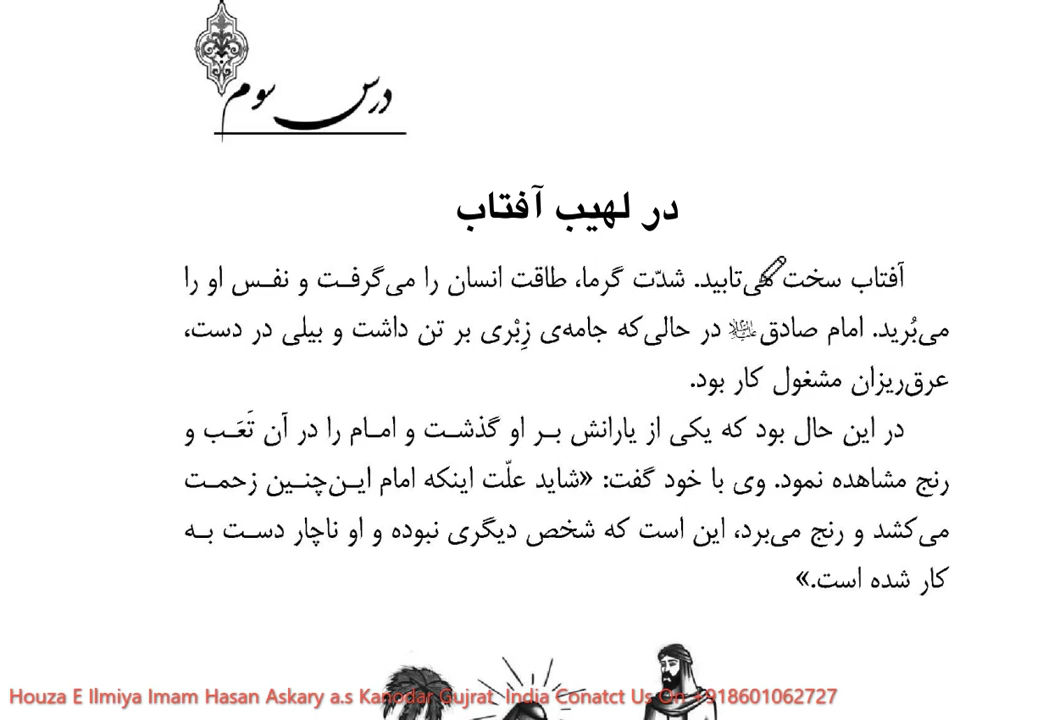 درس سوم
در لهیب آفتاب
آفتاب سخت می‌تابید. شدّت گرما، طاقت انسان را می‌گرفت و نفس او را
می‌بُرید. امام صادق علیه‌السلام در حالی‌که جامه‌ی زِبْری بر تن داشت و بیلی در دست،
عرق‌ریزان مشغول کار بود.
در این حال بود که یکی از یارانش بر او گذشت و امام را در آن تَعَب و
رنج مشاهده نمود. وی با خود گفت: «شاید علّت اینکه امام این‌چنین زحمت
می‌کشد و رنج می‌برد، این است که شخص دیگری نبوده و او ناچار دست به
کار شده است.»
Houza E Ilmiya Imam Hasan Askary a.s Kanodar Gujrat India Conatct Us On +918601062727